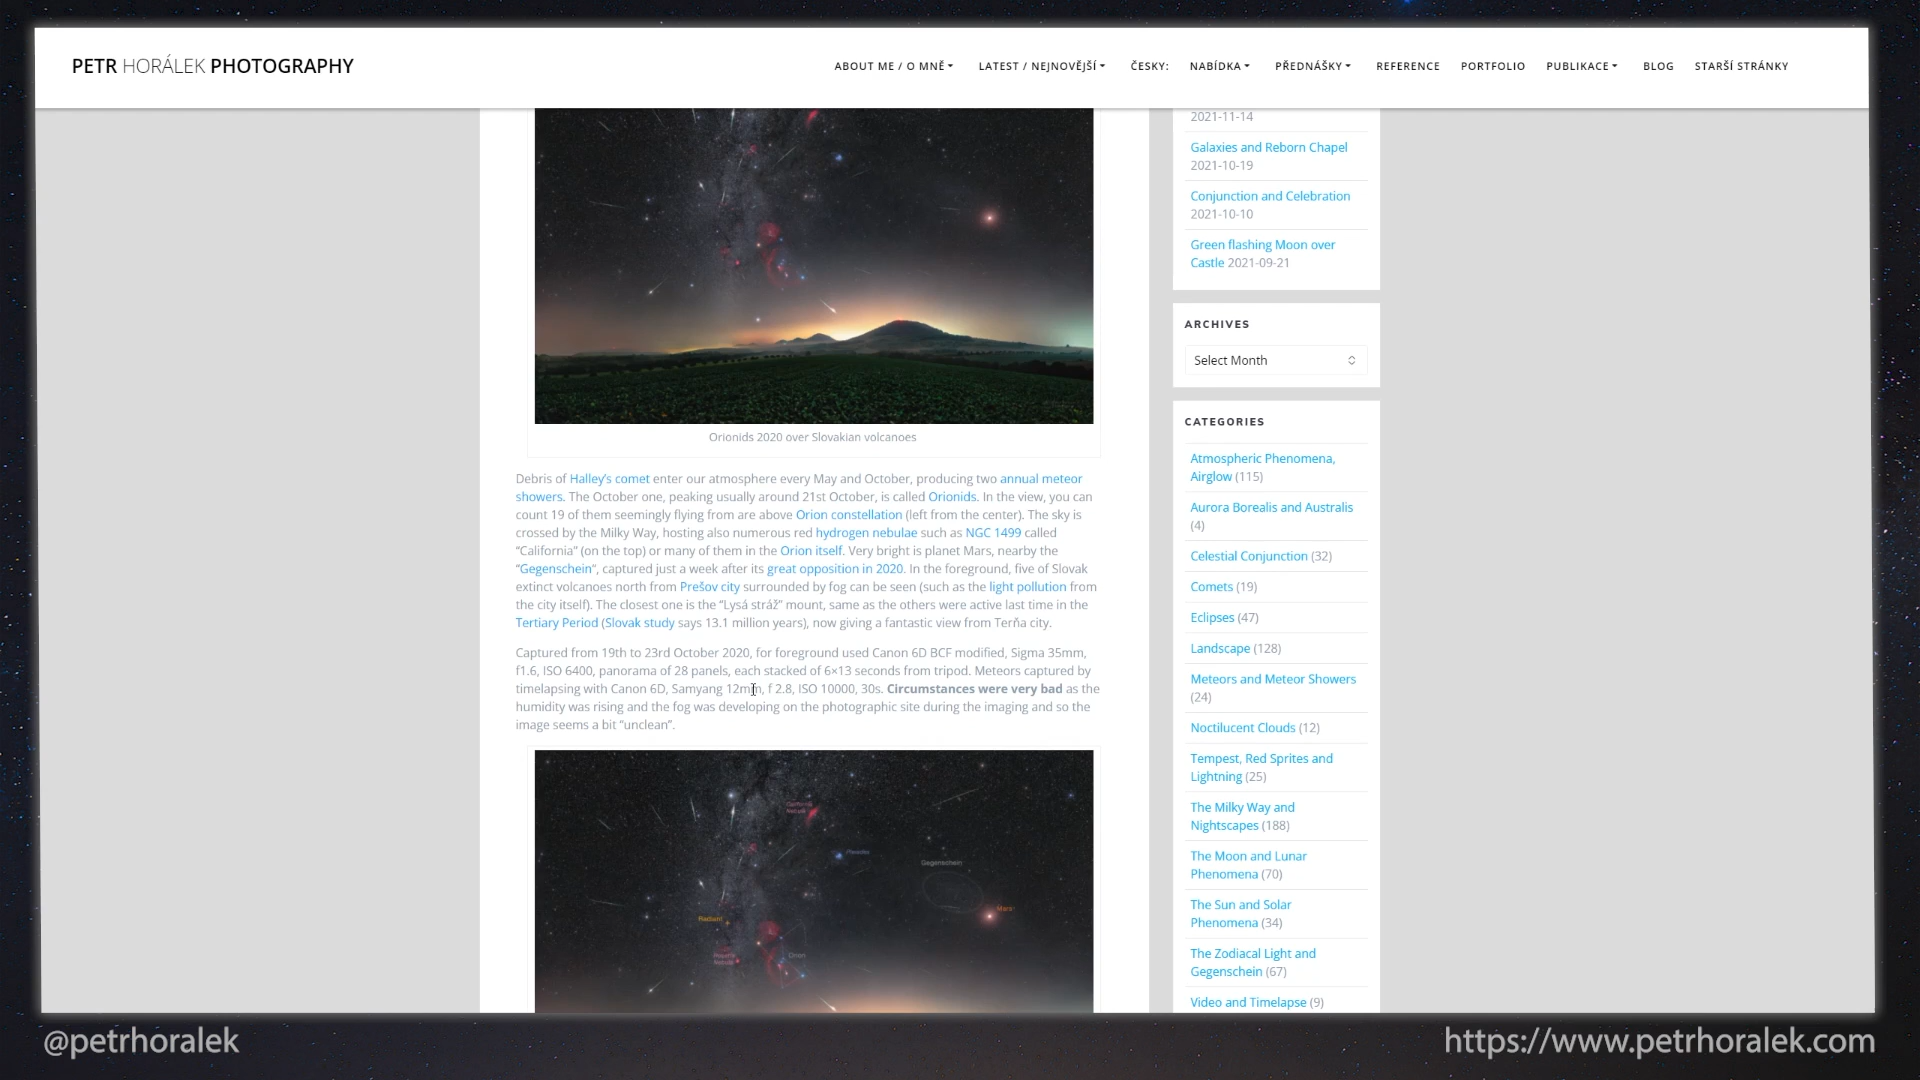 PETR HORÁLEK PHOTOGRAPHY
ABOUT ME / O MNĚ
LATEST / NEJNOVĚJŠÍ
ČESKY:
NABÍDKA
PŘEDNÁŠKY
REFERENCE
PORTFOLIO
PUBLIKACE
BLOG
STARŠÍ STRÁNKY
Orionids 2020 over Slovakian volcanoes
Debris of Halley's comet enter our atmosphere every May and October, producing two annual meteor
showers. The October one, peaking usually around 21st October, is called Orionids. In the view, you can
count 19 of them seemingly flying from are above Orion constellation (left from the center). The sky is
crossed by the Milky Way, hosting also numerous red hydrogen nebulae such as NGC 1499 called
“California” (on the top) or many of them in the Orion itself. Very bright is planet Mars, nearby the
“Gegenschein”, captured just a week after its great opposition in 2020. In the foreground, five of Slovak
extinct volcanoes north from Prešov city surrounded by fog can be seen (such as the light pollution from
the city itself). The closest one is the “Lysá stráž” mount, same as the others were active last time in the
Tertiary Period (Slovak study says 13.1 million years), now giving a fantastic view from Terňa city.
Captured from 19th to 23rd October 2020, for foreground used Canon 6D BCF modified, Sigma 35mm,
f1.6, ISO 6400, panorama of 28 panels, each stacked of 6×13 seconds from tripod. Meteors captured by
timelapsing with Canon 6D, Samyang 12mm, f 2.8, ISO 10000, 30s. Circumstances were very bad as the
humidity was rising and the fog was developing on the photographic site during the imaging and so the
image seems a bit “unclean”.
California
Nebula
Pleiades
Gegenschein
Mars
Radiant
Rosette
Nebula
Orion
2021-11-14
Galaxies and Reborn Chapel
2021-10-19
Conjunction and Celebration
2021-10-10
Green flashing Moon over
Castle 2021-09-21
ARCHIVES
Select Month
CATEGORIES
Atmospheric Phenomena,
Airglow (115)
Aurora Borealis and Australis
(4)
Celestial Conjunction (32)
Comets (19)
Eclipses (47)
Landscape (128)
Meteors and Meteor Showers
(24)
Noctilucent Clouds (12)
Tempest, Red Sprites and
Lightning (25)
The Milky Way and
Nightscapes (188)
The Moon and Lunar
Phenomena (70)
The Sun and Solar
Phenomena (34)
The Zodiacal Light and
Gegenschein (67)
Video and Timelapse (9)
@petrhoralek
https://www.petrhoralek.com